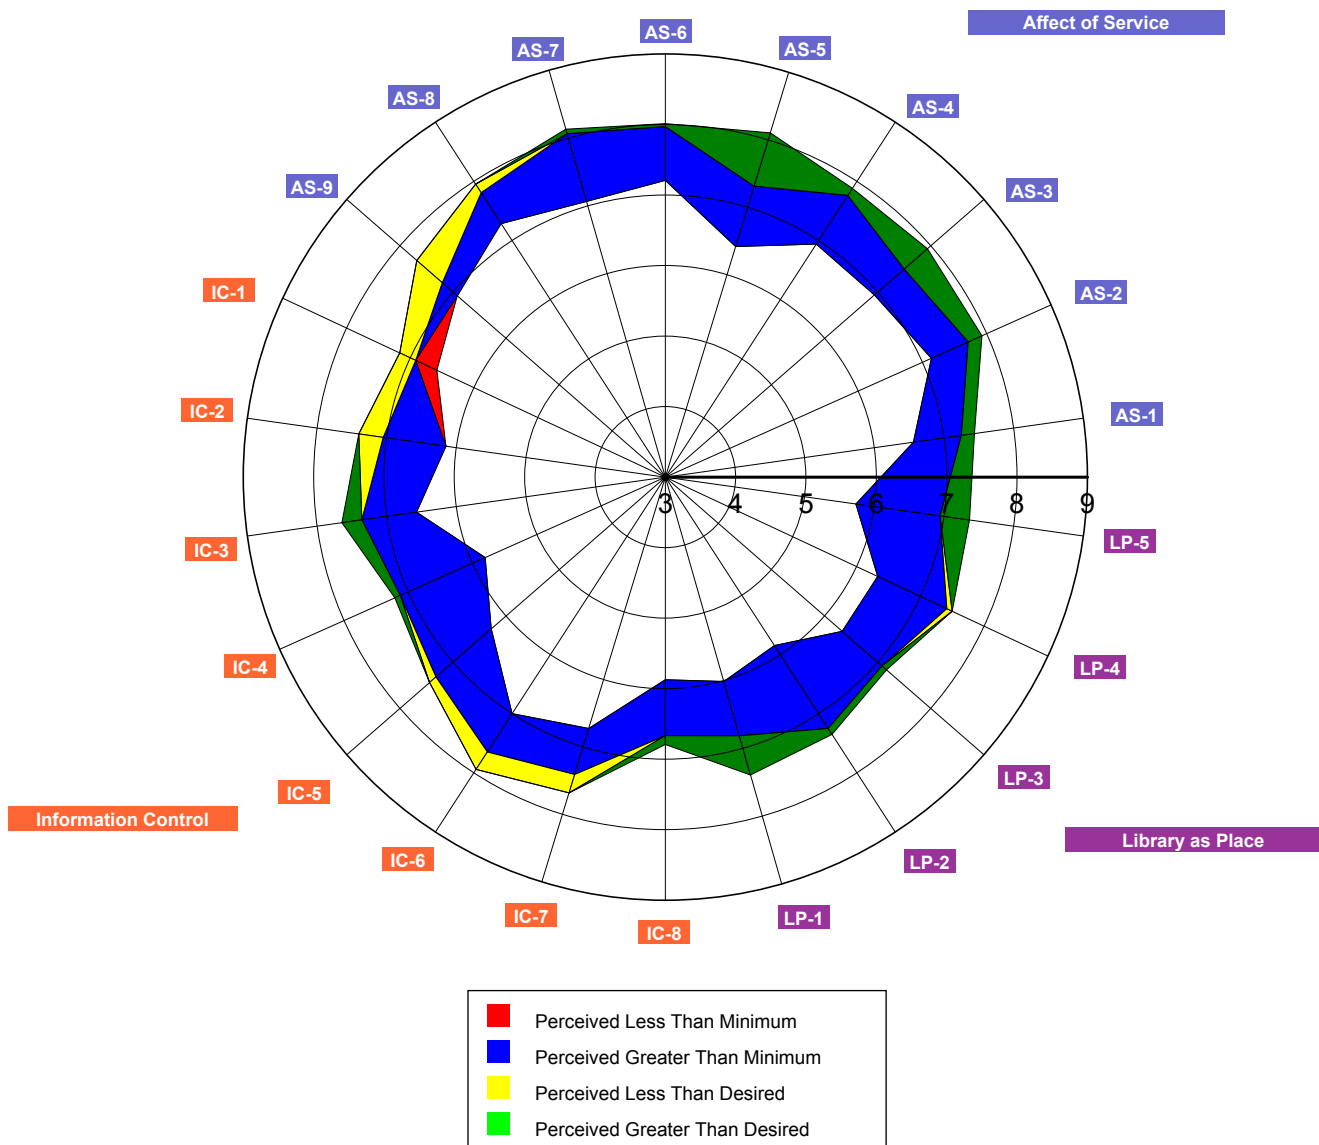 Affect of Service
AS-6
AS-7
AS-5
AS-8
AS-4
AS-9
AS-3
IC-1
AS-2
IC-2
AS-1
3 4 5 6 7 8 9
IC-3
LP-5
IC-4
LP-4
IC-5
LP-3
Information Control
Library as Place
IC-6
LP-2
IC-7
LP-1
IC-8
Perceived Less Than Minimum
Perceived Greater Than Minimum
Perceived Less Than Desired
Perceived Greater Than Desired